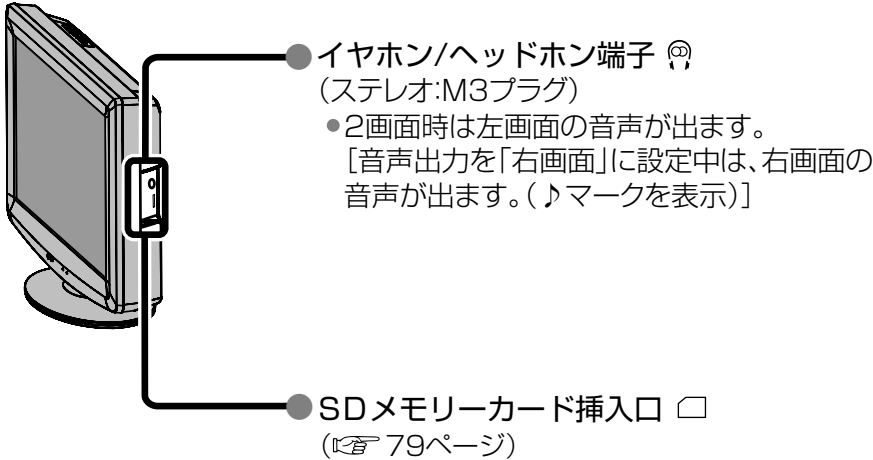 イヤホン/ヘッドホン端子
（ステレオ:M3プラグ）
●2画面時は左画面の音声が出ます。
［音声出力を「右画面」に設定中は、右画面の
音声が出ます。（♪マークを表示）］
SDメモリーカード挿入口
（☞79ページ）